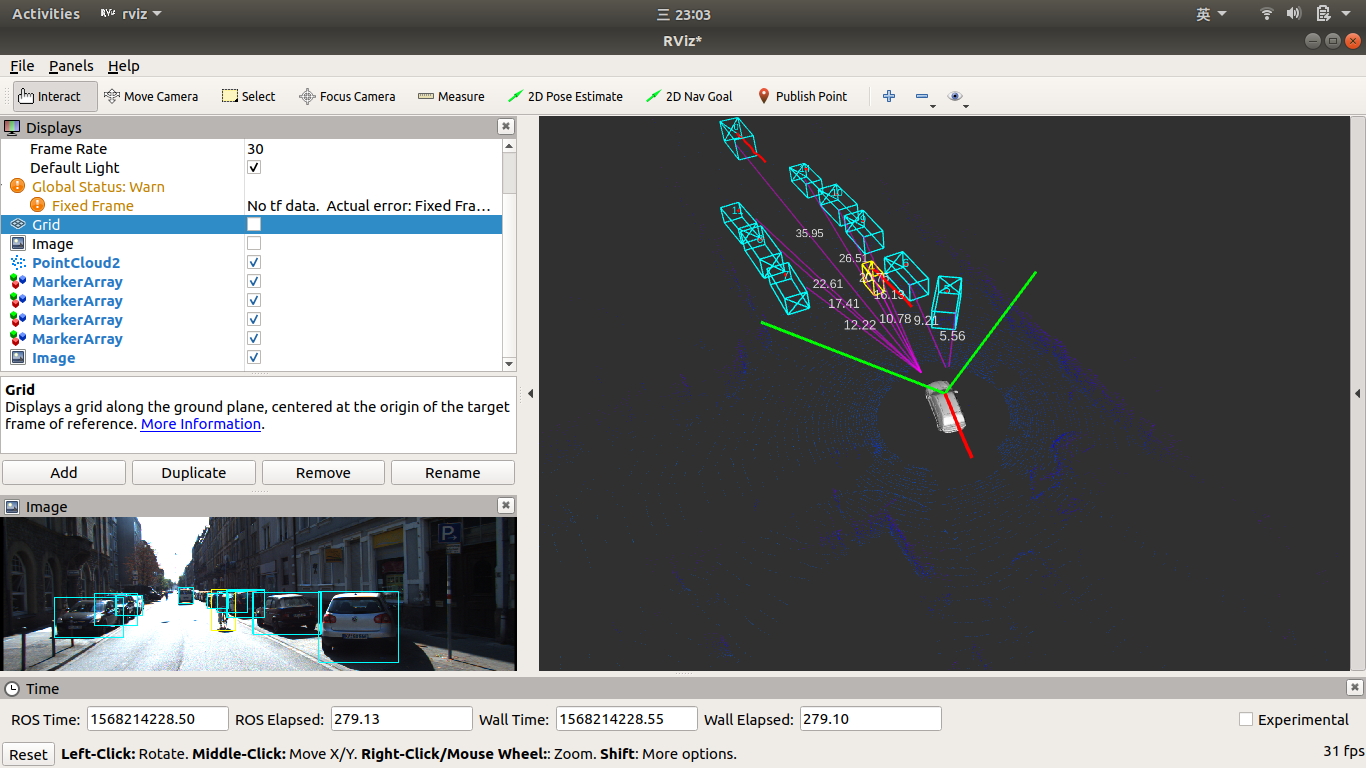 Activities rviz 三 23:03 英
RViz*
File Panels Help
Interact Move Camera Select Focus Camera Measure 2D Pose Estimate 2D Nav Goal Publish Point
Displays
Frame Rate 30
Default Light
Global Status: Warn
Fixed Frame No tf data. Actual error: Fixed Fra...
Grid
Image
PointCloud2
MarkerArray
MarkerArray
MarkerArray
MarkerArray
Image
Grid
Displays a grid along the ground plane, centered at the origin of the target
frame of reference. More Information.
Add Duplicate Remove Rename
Image
P
11
9
6
5
35.95
26.51
22.61
16.13
17.41
12.22
10.78
9.21
5.56
Time
ROS Time: 1568214228.50 ROS Elapsed: 279.13 Wall Time: 1568214228.55 Wall Elapsed: 279.10 Experimental
Reset Left-Click: Rotate. Middle-Click: Move X/Y. Right-Click/Mouse Wheel:: Zoom. Shift: More options. 31 fps